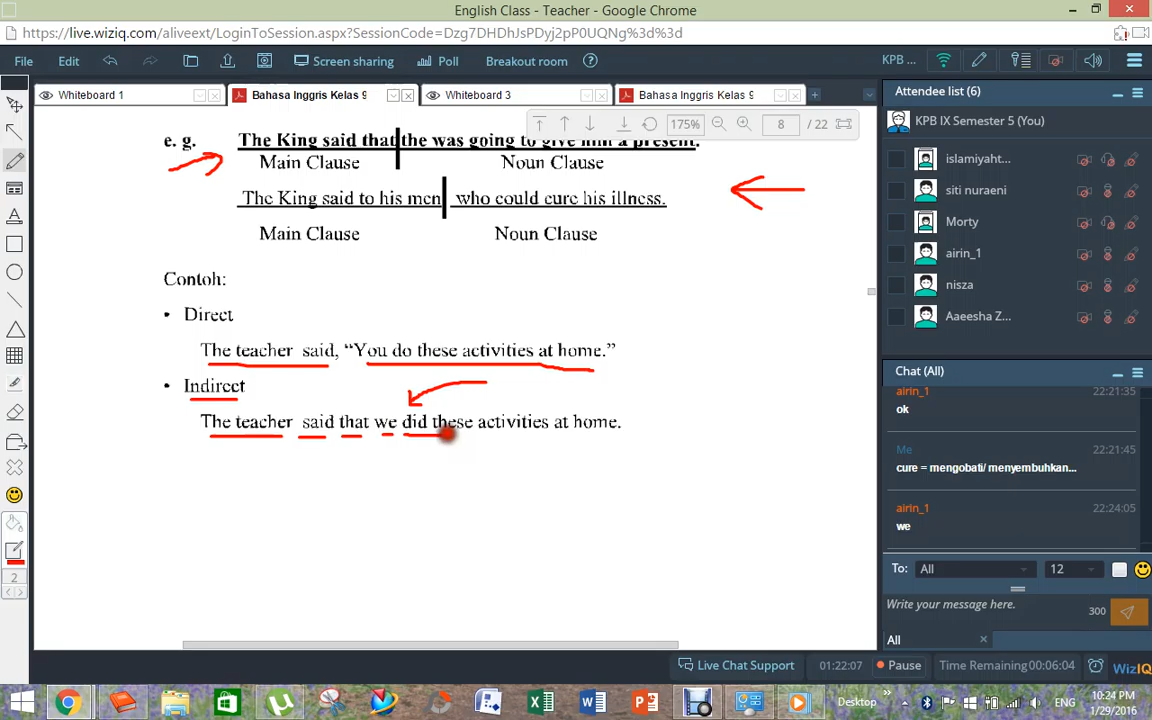 English Class - Teacher - Google Chrome
https://live.wiziq.com/aliveext/LoginToSession.aspx?SessionCode=Dzg7DHDhJsPDyj2pP0UQNg%3d%3d
File Edit Screen sharing Poll Breakout room ? KPB ...
Whiteboard 1 Bahasa Inggris Kelas 9 Whiteboard 3 Bahasa Inggris Kelas 9
175% 8 / 22
e. g. The King said that the was going to give him a present.
Main Clause Noun Clause
The King said to his men who could cure his illness.
Main Clause Noun Clause
Contoh:
• Direct
The teacher said, “You do these activities at home.”
• Indirect
The teacher said that we did these activities at home.
2
Attendee list (6)
KPB IX Semester 5 (You)
islamiyaht...
siti nuraeni
Morty
airin_1
nisza
Aaeesha Z...
Chat (All)
airin_1 22:21:35
ok
Me 22:21:45
cure = mengobati/ menyembuhkan...
airin_1 22:24:05
we
To: All 12
Write your message here. 300
All
Live Chat Support 01:22:07 Pause Time Remaining 00:06:04 WizIQ
Desktop ENG 10:24 PM
1/29/2016